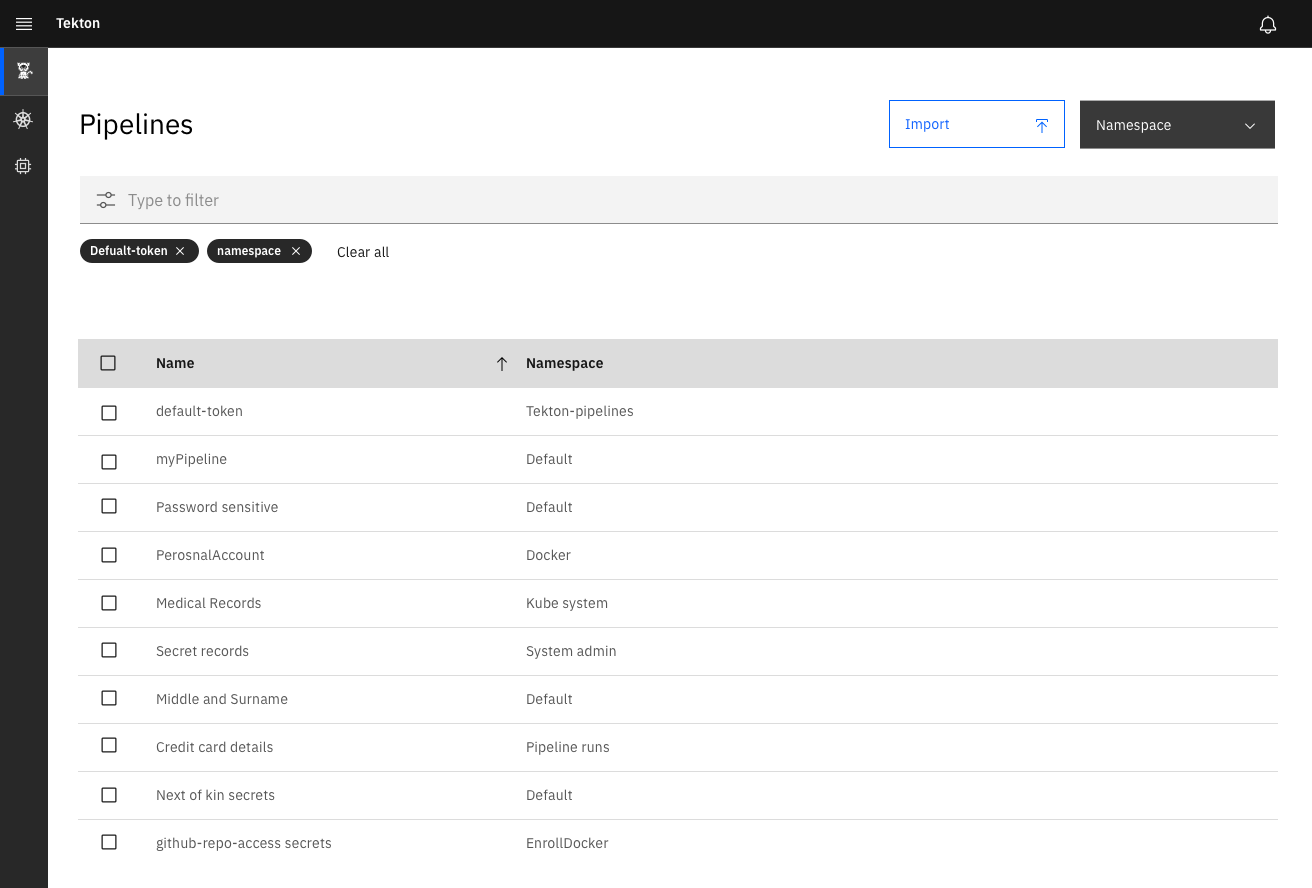 Tekton
Pipelines
Import
Namespace
Type to filter
Defualt-token namespace Clear all
Name Namespace
default-token Tekton-pipelines
myPipeline Default
Password sensitive Default
PerosnalAccount Docker
Medical Records Kube system
Secret records System admin
Middle and Surname Default
Credit card details Pipeline runs
Next of kin secrets Default
github-repo-access secrets EnrollDocker